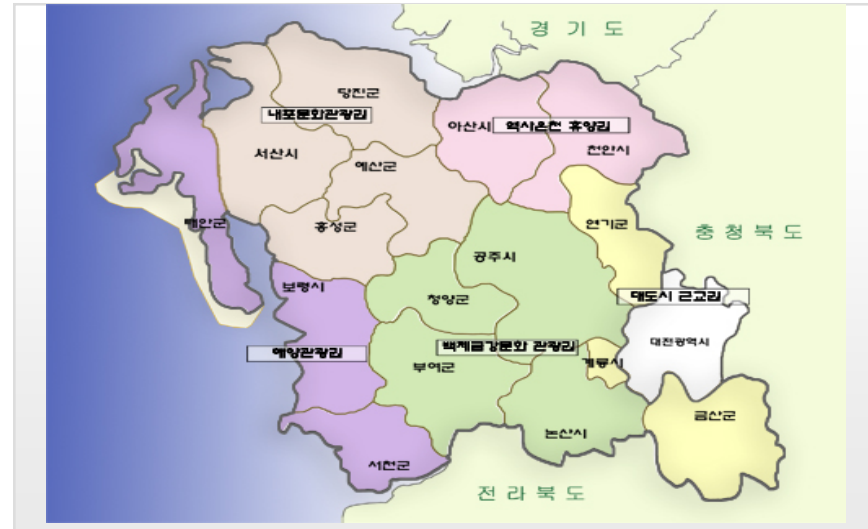 경기도
당진군
내포문화관광권
아산시
역사온천 휴양권
천안시
서산시
예산군
태안군
홍성군
연기군
충청북도
공주시
보령시
청양군
대도시 근교권
대전광역시
해양관광권
백제금강문화 관광권
계룡시
부여군
금산군
논산시
서천군
전라북도